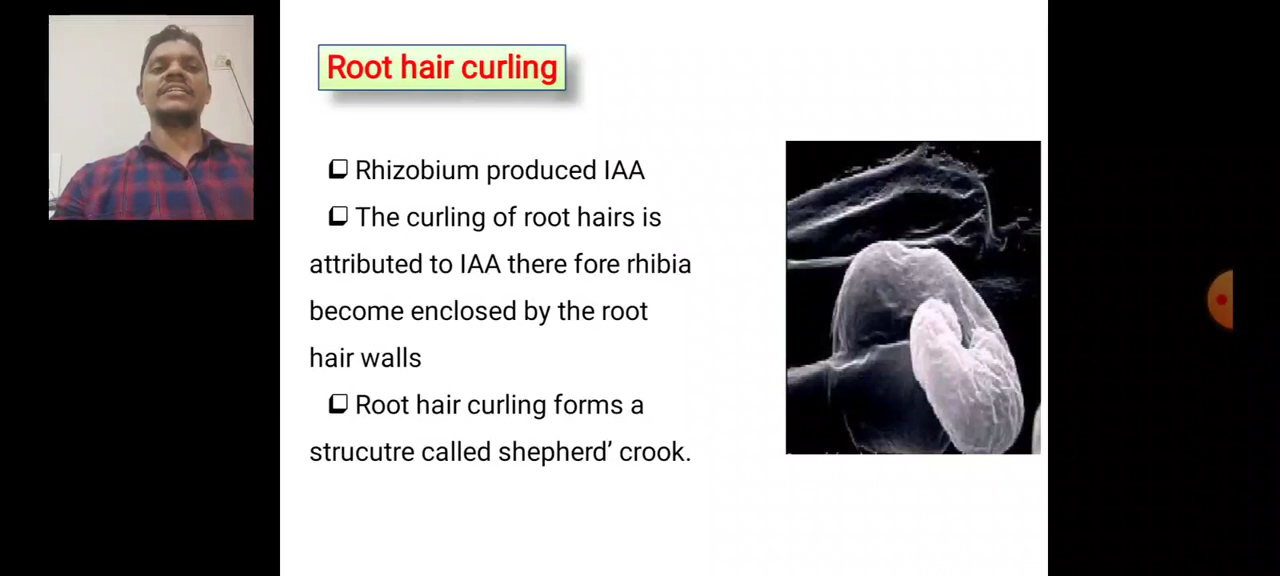 Root hair curling
❑ Rhizobium produced IAA
❑ The curling of root hairs is
attributed to IAA there fore rhibia
become enclosed by the root
hair walls
❑ Root hair curling forms a
strucutre called shepherd’ crook.